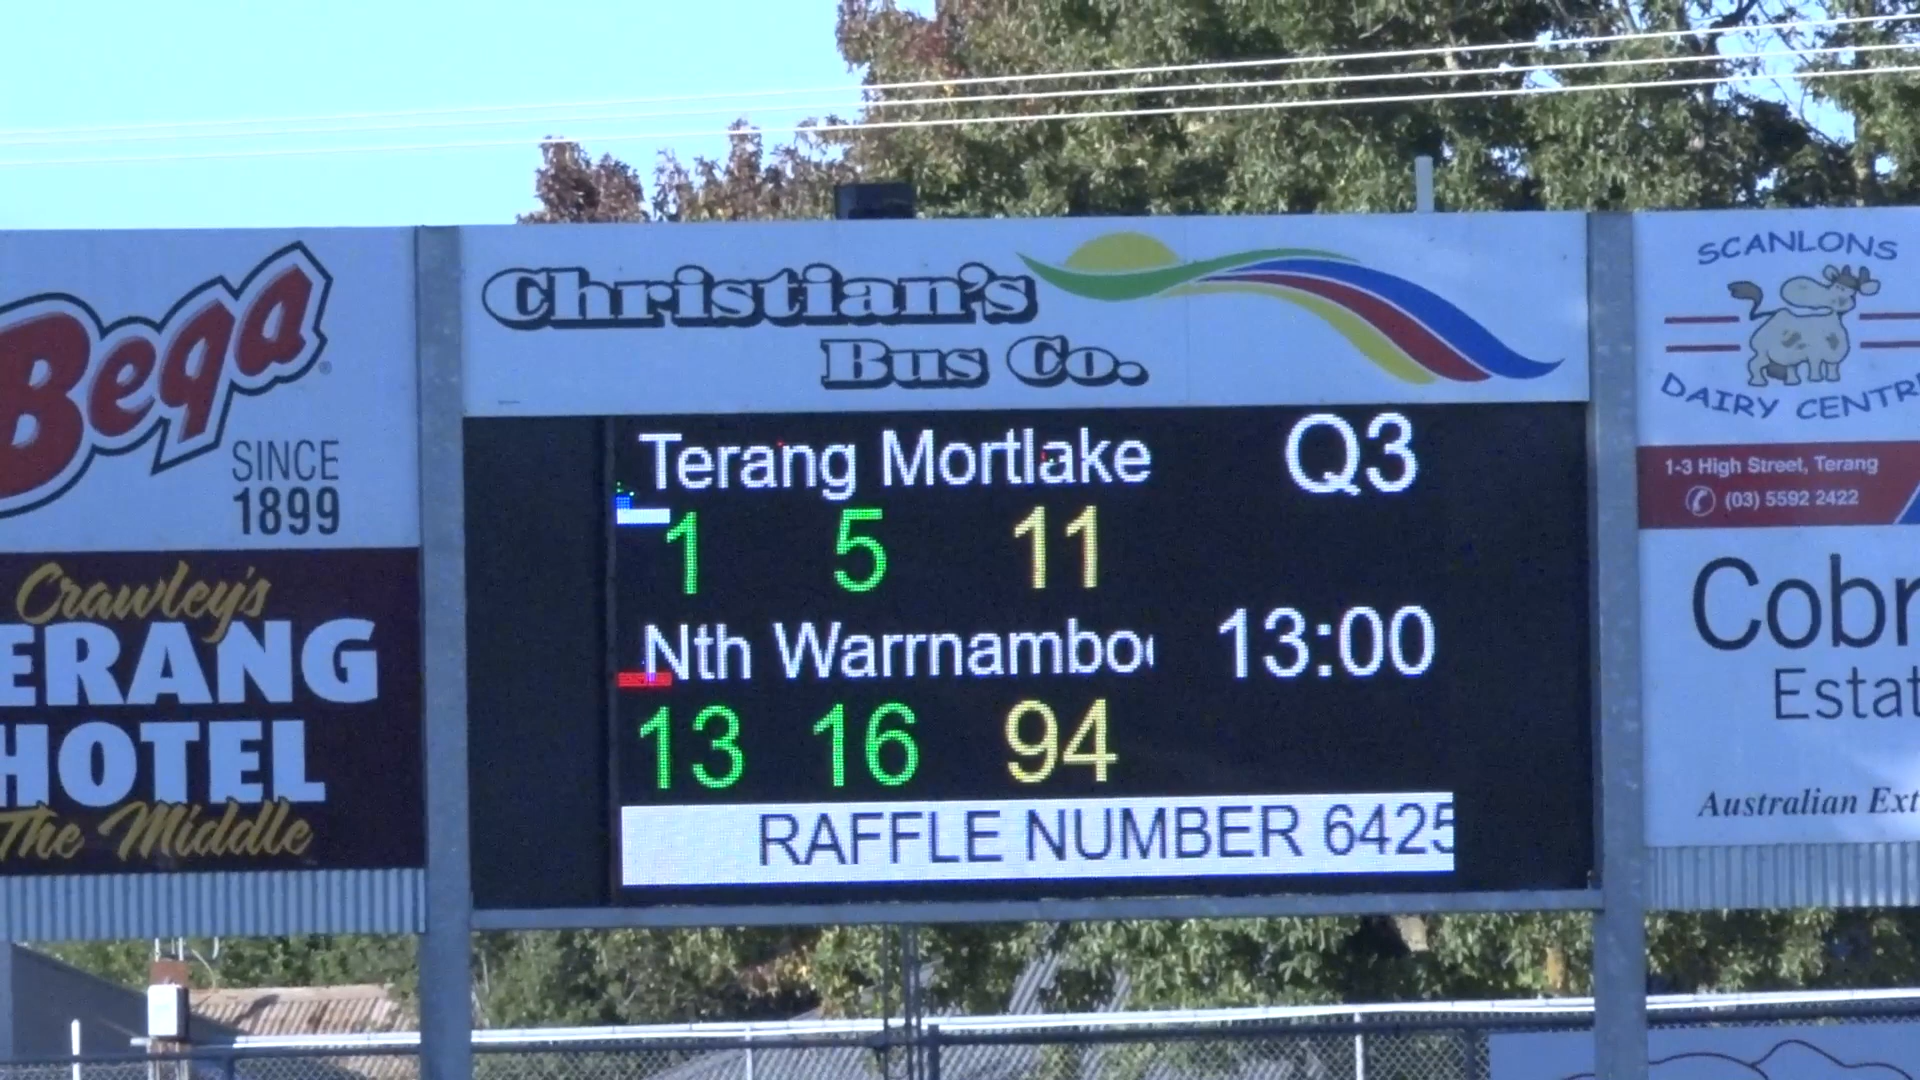 Bega
SINCE
1899
Crawley's
ERANG
HOTEL
The Middle
Christian's
Bus Co.
Terang Mortlake Q3
1 5 11
Nth Warrnamboo 13:00
13 16 94
RAFFLE NUMBER 6425
SCANLONS
DAIRY CENTR
1-3 High Street, Terang
(03) 5592 2422
Cobr
Estat
Australian Ext